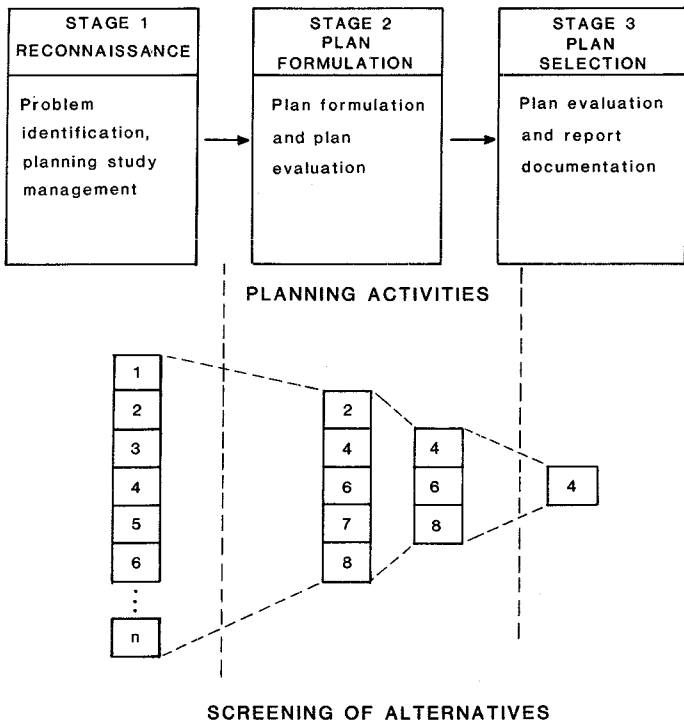 STAGE 1
RECONNAISSANCE
Problem
identification,
planning study
management
STAGE 2
PLAN
FORMULATION
Plan formulation
and plan
evaluation
STAGE 3
PLAN
SELECTION
Plan evaluation
and report
documentation
PLANNING ACTIVITIES
1
2
3
4
5
6
⋮
n
2
4
6
7
8
4
6
8
4
SCREENING OF ALTERNATIVES